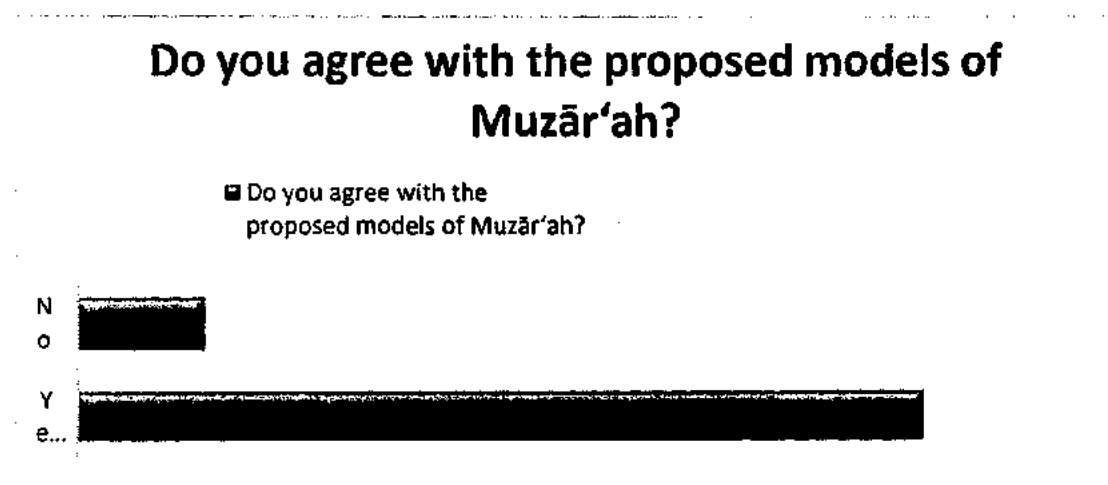 Do you agree with the proposed models of
Muzār‘ah?
Do you agree with the
proposed models of Muzār‘ah?
N
o
Y
e...